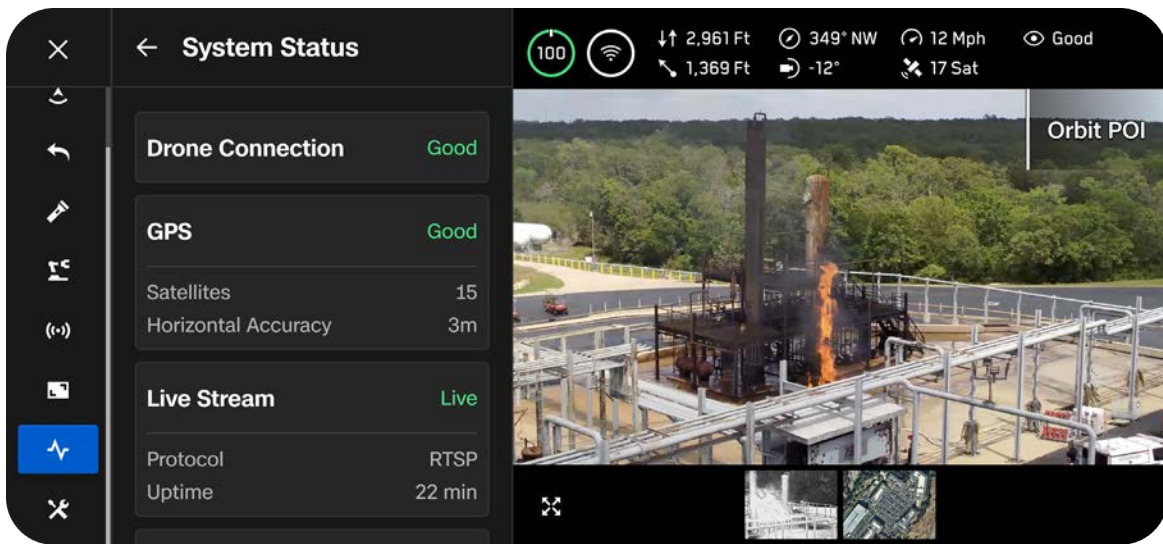 System Status
Drone Connection Good
GPS Good
Satellites 15
Horizontal Accuracy 3m
Live Stream Live
Protocol RTSP
Uptime 22 min
100 2,961 Ft 349° NW 12 Mph Good
1,369 Ft -12° 17 Sat
Orbit POI